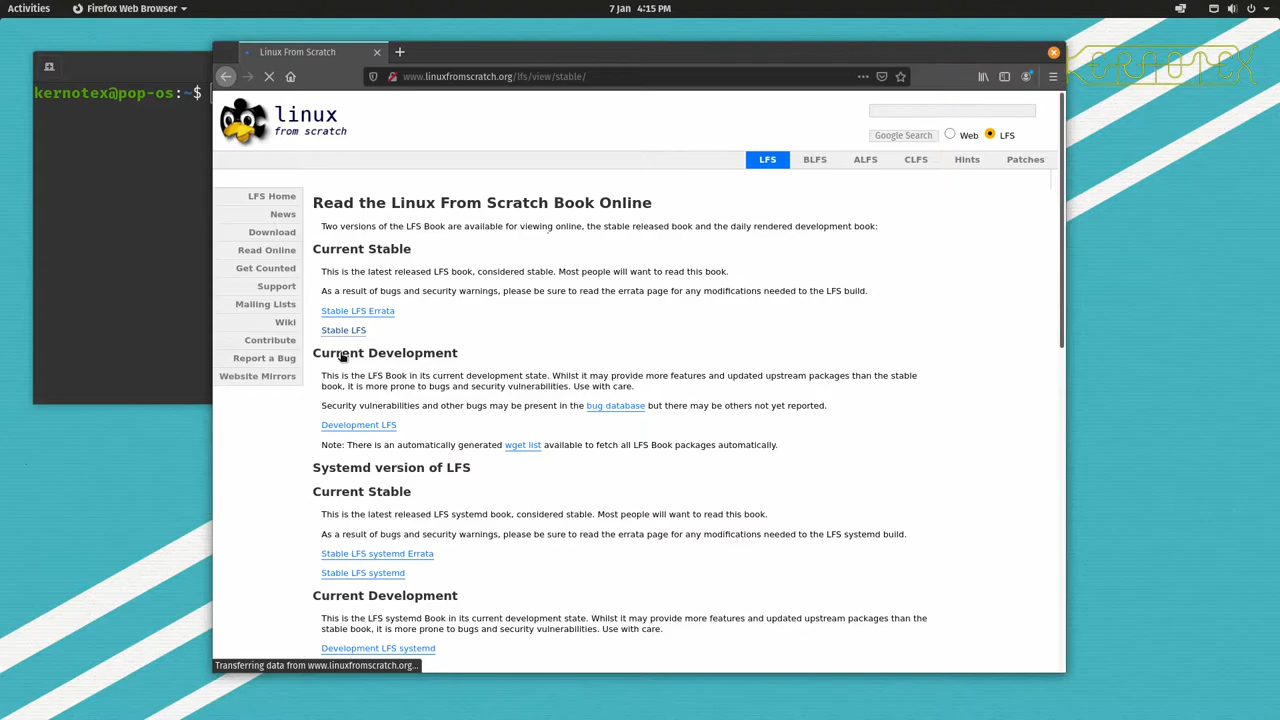 Activities
Firefox Web Browser
7 Jan 4:15 PM
Linux From Scratch
KERNOTEX
kernotex@pop-os:~$
www.linuxfromscratch.org/lfs/view/stable/
linux
from scratch
Google Search
Web
LFS
LFS
BLFS
ALFS
CLFS
Hints
Patches
LFS Home
News
Download
Read Online
Get Counted
Support
Mailing Lists
Wiki
Contribute
Report a Bug
Website Mirrors
Read the Linux From Scratch Book Online
Two versions of the LFS Book are available for viewing online, the stable released book and the daily rendered development book:
Current Stable
This is the latest released LFS book, considered stable. Most people will want to read this book.
As a result of bugs and security warnings, please be sure to read the errata page for any modifications needed to the LFS build.
Stable LFS Errata
Stable LFS
Current Development
This is the LFS Book in its current development state. Whilst it may provide more features and updated upstream packages than the stable
book, it is more prone to bugs and security vulnerabilities. Use with care.
Security vulnerabilities and other bugs may be present in the bug database but there may be others not yet reported.
Development LFS
Note: There is an automatically generated wget list available to fetch all LFS Book packages automatically.
Systemd version of LFS
Current Stable
This is the latest released LFS systemd book, considered stable. Most people will want to read this book.
As a result of bugs and security warnings, please be sure to read the errata page for any modifications needed to the LFS systemd build.
Stable LFS systemd Errata
Stable LFS systemd
Current Development
This is the LFS systemd Book in its current development state. Whilst it may provide more features and updated upstream packages than the
stable book, it is more prone to bugs and security vulnerabilities. Use with care.
Development LFS systemd
Transferring data from www.linuxfromscratch.org...